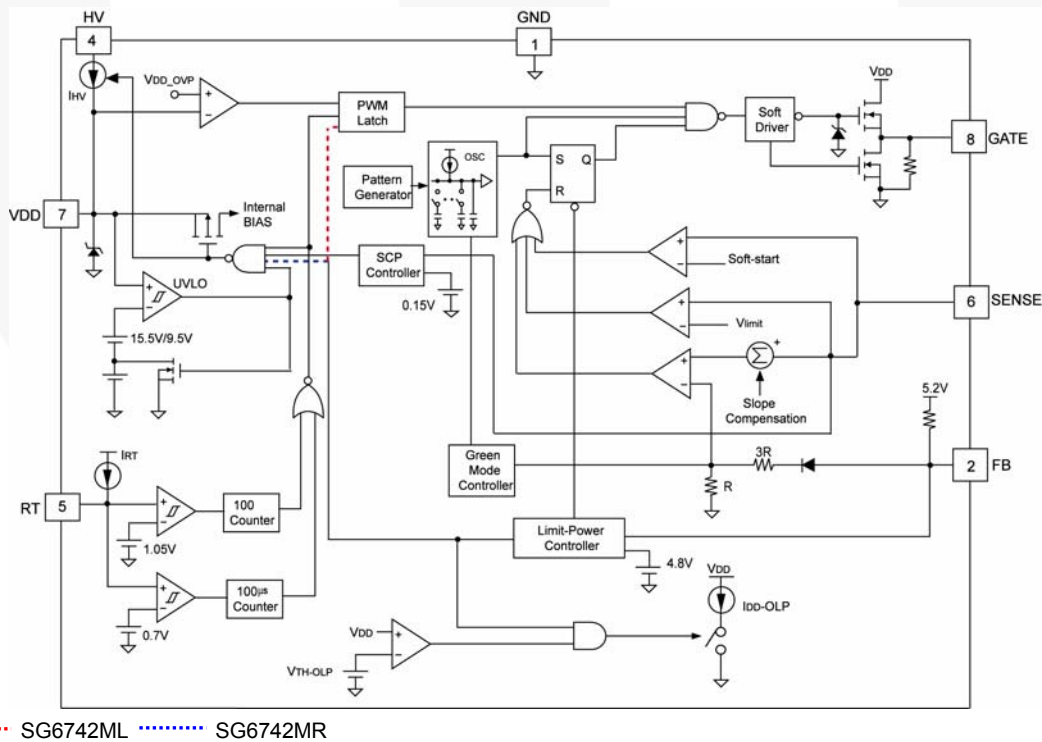 HV
4
GND
1
IHV
VDD_OVP
+
−
PWM
Latch
VDD
Soft
Driver
8
GATE
OSC
Pattern
Generator
S
Q
R
VDD
7
Internal
BIAS
SCP
Controller
0.15V
+
−
UVLO
15.5V/9.5V
+
−
Soft-start
6
SENSE
+
−
Vlimit
+
−
Σ
+
Slope
Compensation
5.2V
Green
Mode
Controller
3R
R
2
FB
IRT
RT
5
+
−
100
Counter
1.05V
+
−
100µs
Counter
0.7V
Limit-Power
Controller
4.8V
VDD
IDD-OLP
VDD
+
−
VTH-OLP
SG6742ML
SG6742MR